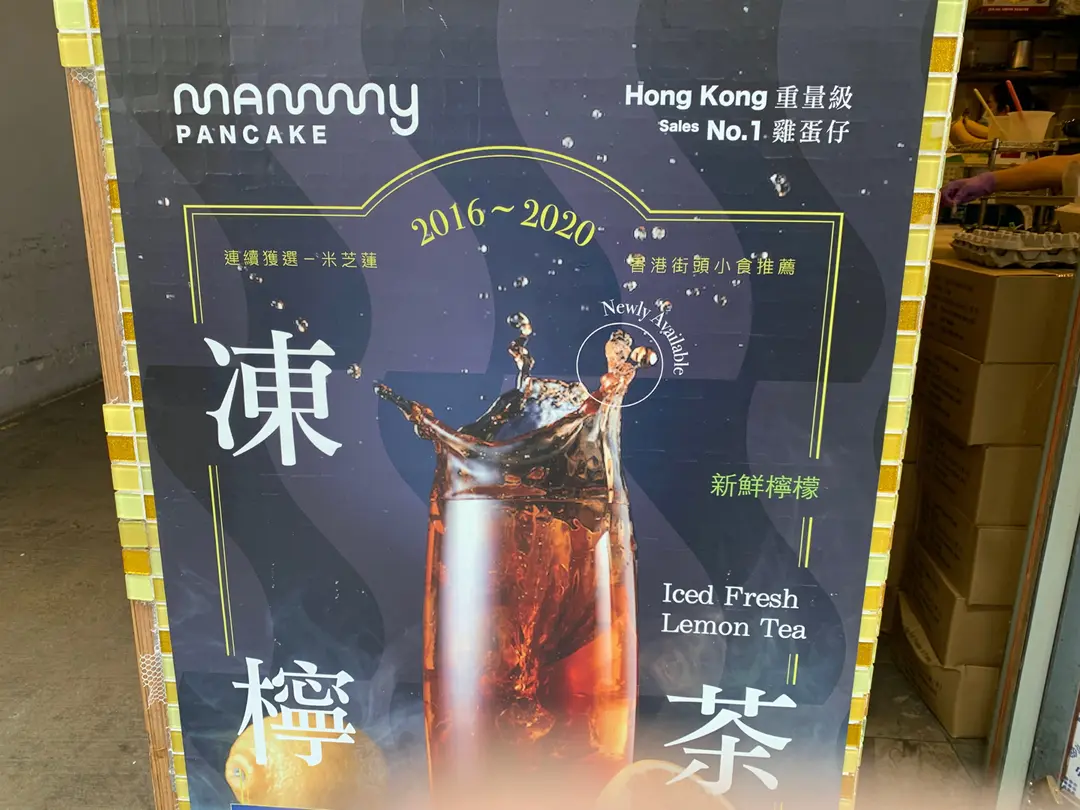 mammmy
PANCAKE
Hong Kong 重量級
Sales No.1 雞蛋仔
2016~2020
連續獲選一米芝蓮
香港街頭小食推薦
Newly Available
凍
新鮮檸檬
Iced Fresh
Lemon Tea
檸
茶